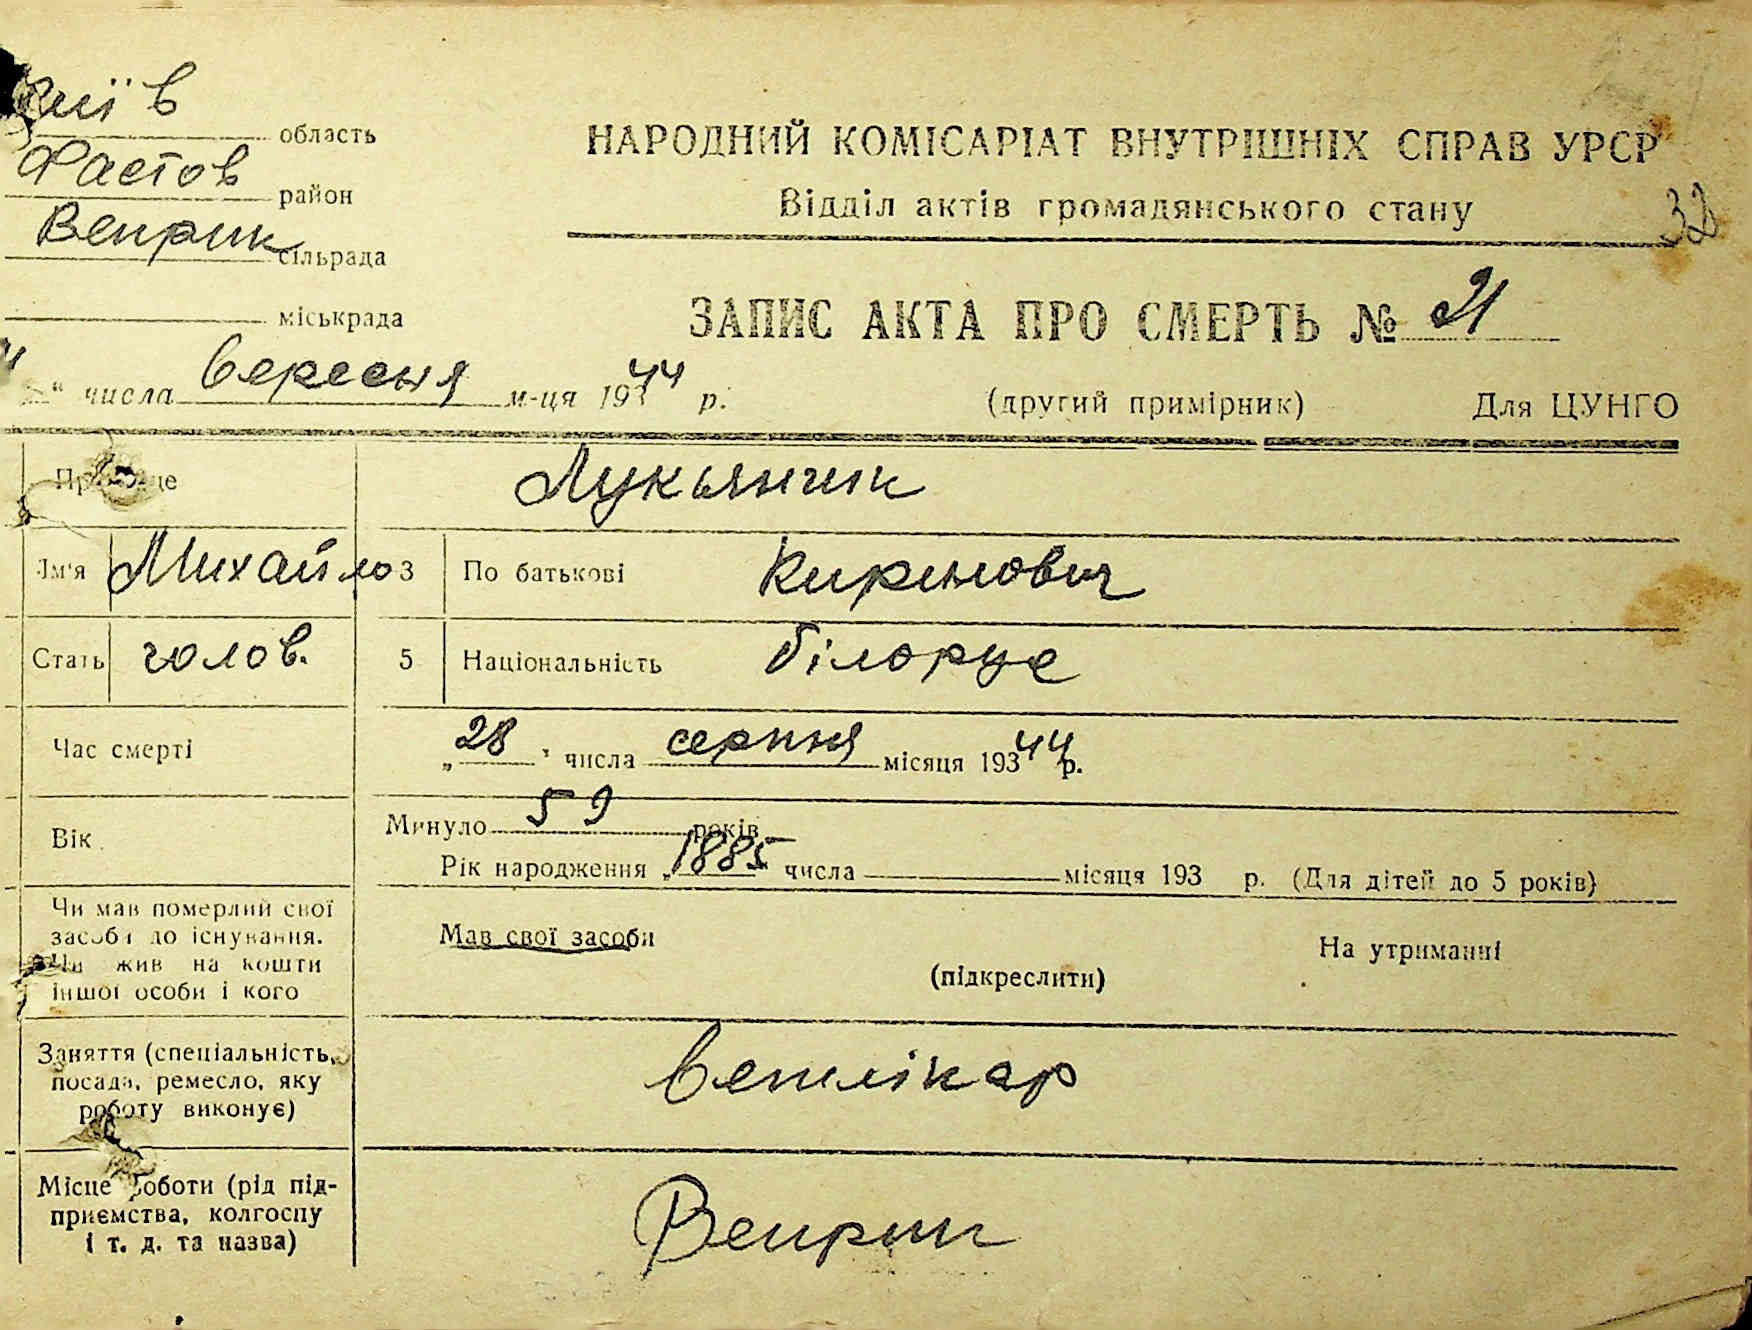 Київ область
Фастов район
Веприк сільрада
міськрада
НАРОДНИЙ КОМІСАРІАТ ВНУТРІШНІХ СПРАВ УРСР
Відділ актів громадянського стану
32
ЗАПИС АКТА ПРО СМЕРТЬ № 21
“ числа вересня м-ця 1944 р.
(другий примірник) Для ЦУНГО
Лукьянчик
Ім'я Михайло 3 По батькові
Стать чолов. 5 Національність білорус
Час смерті „28” числа серпня місяця 1944 р.
Вік Минуло 59 років
Рік народження „1885 числа місяця 193 р. (Для дітей до 5 років)
Чи мав померлий свої
засоби до існування.
Чи жив на кошти
іншої особи і кого
Мав свої засоби На утриманні
(підкреслити)
Заняття (спеціальність,
посада, ремесло, яку
роботу виконує)
ветлікар
Місце роботи (рід під-
приємства, колгоспу
і т. д. та назва)
Веприк